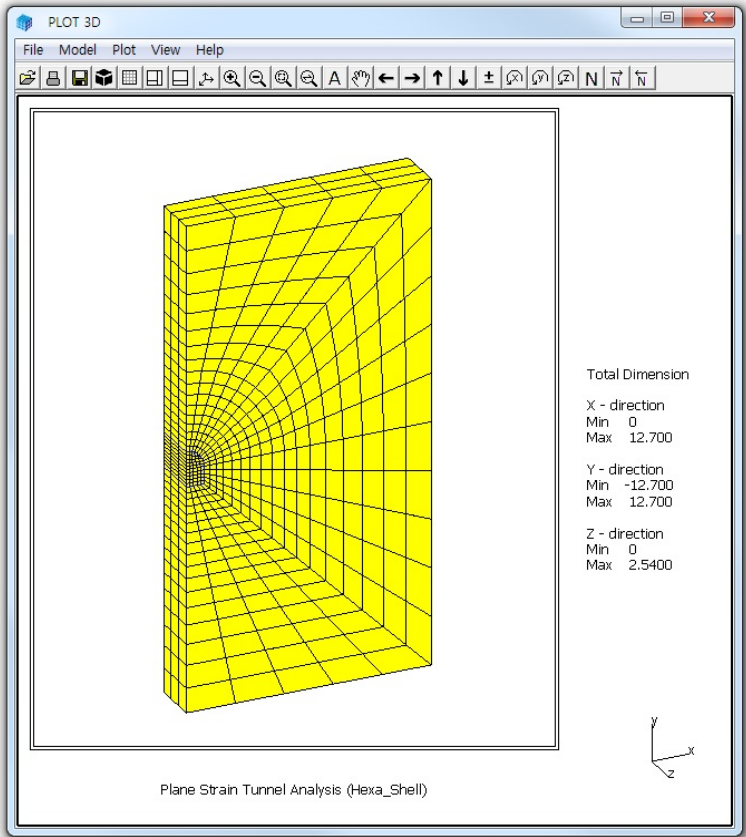 PLOT 3D
File Model Plot View Help
A ± x y z N N N
Total Dimension
X - direction
Min 0
Max 12.700
Y - direction
Min -12.700
Max 12.700
Z - direction
Min 0
Max 2.5400
y
x
z
Plane Strain Tunnel Analysis (Hexa_Shell)